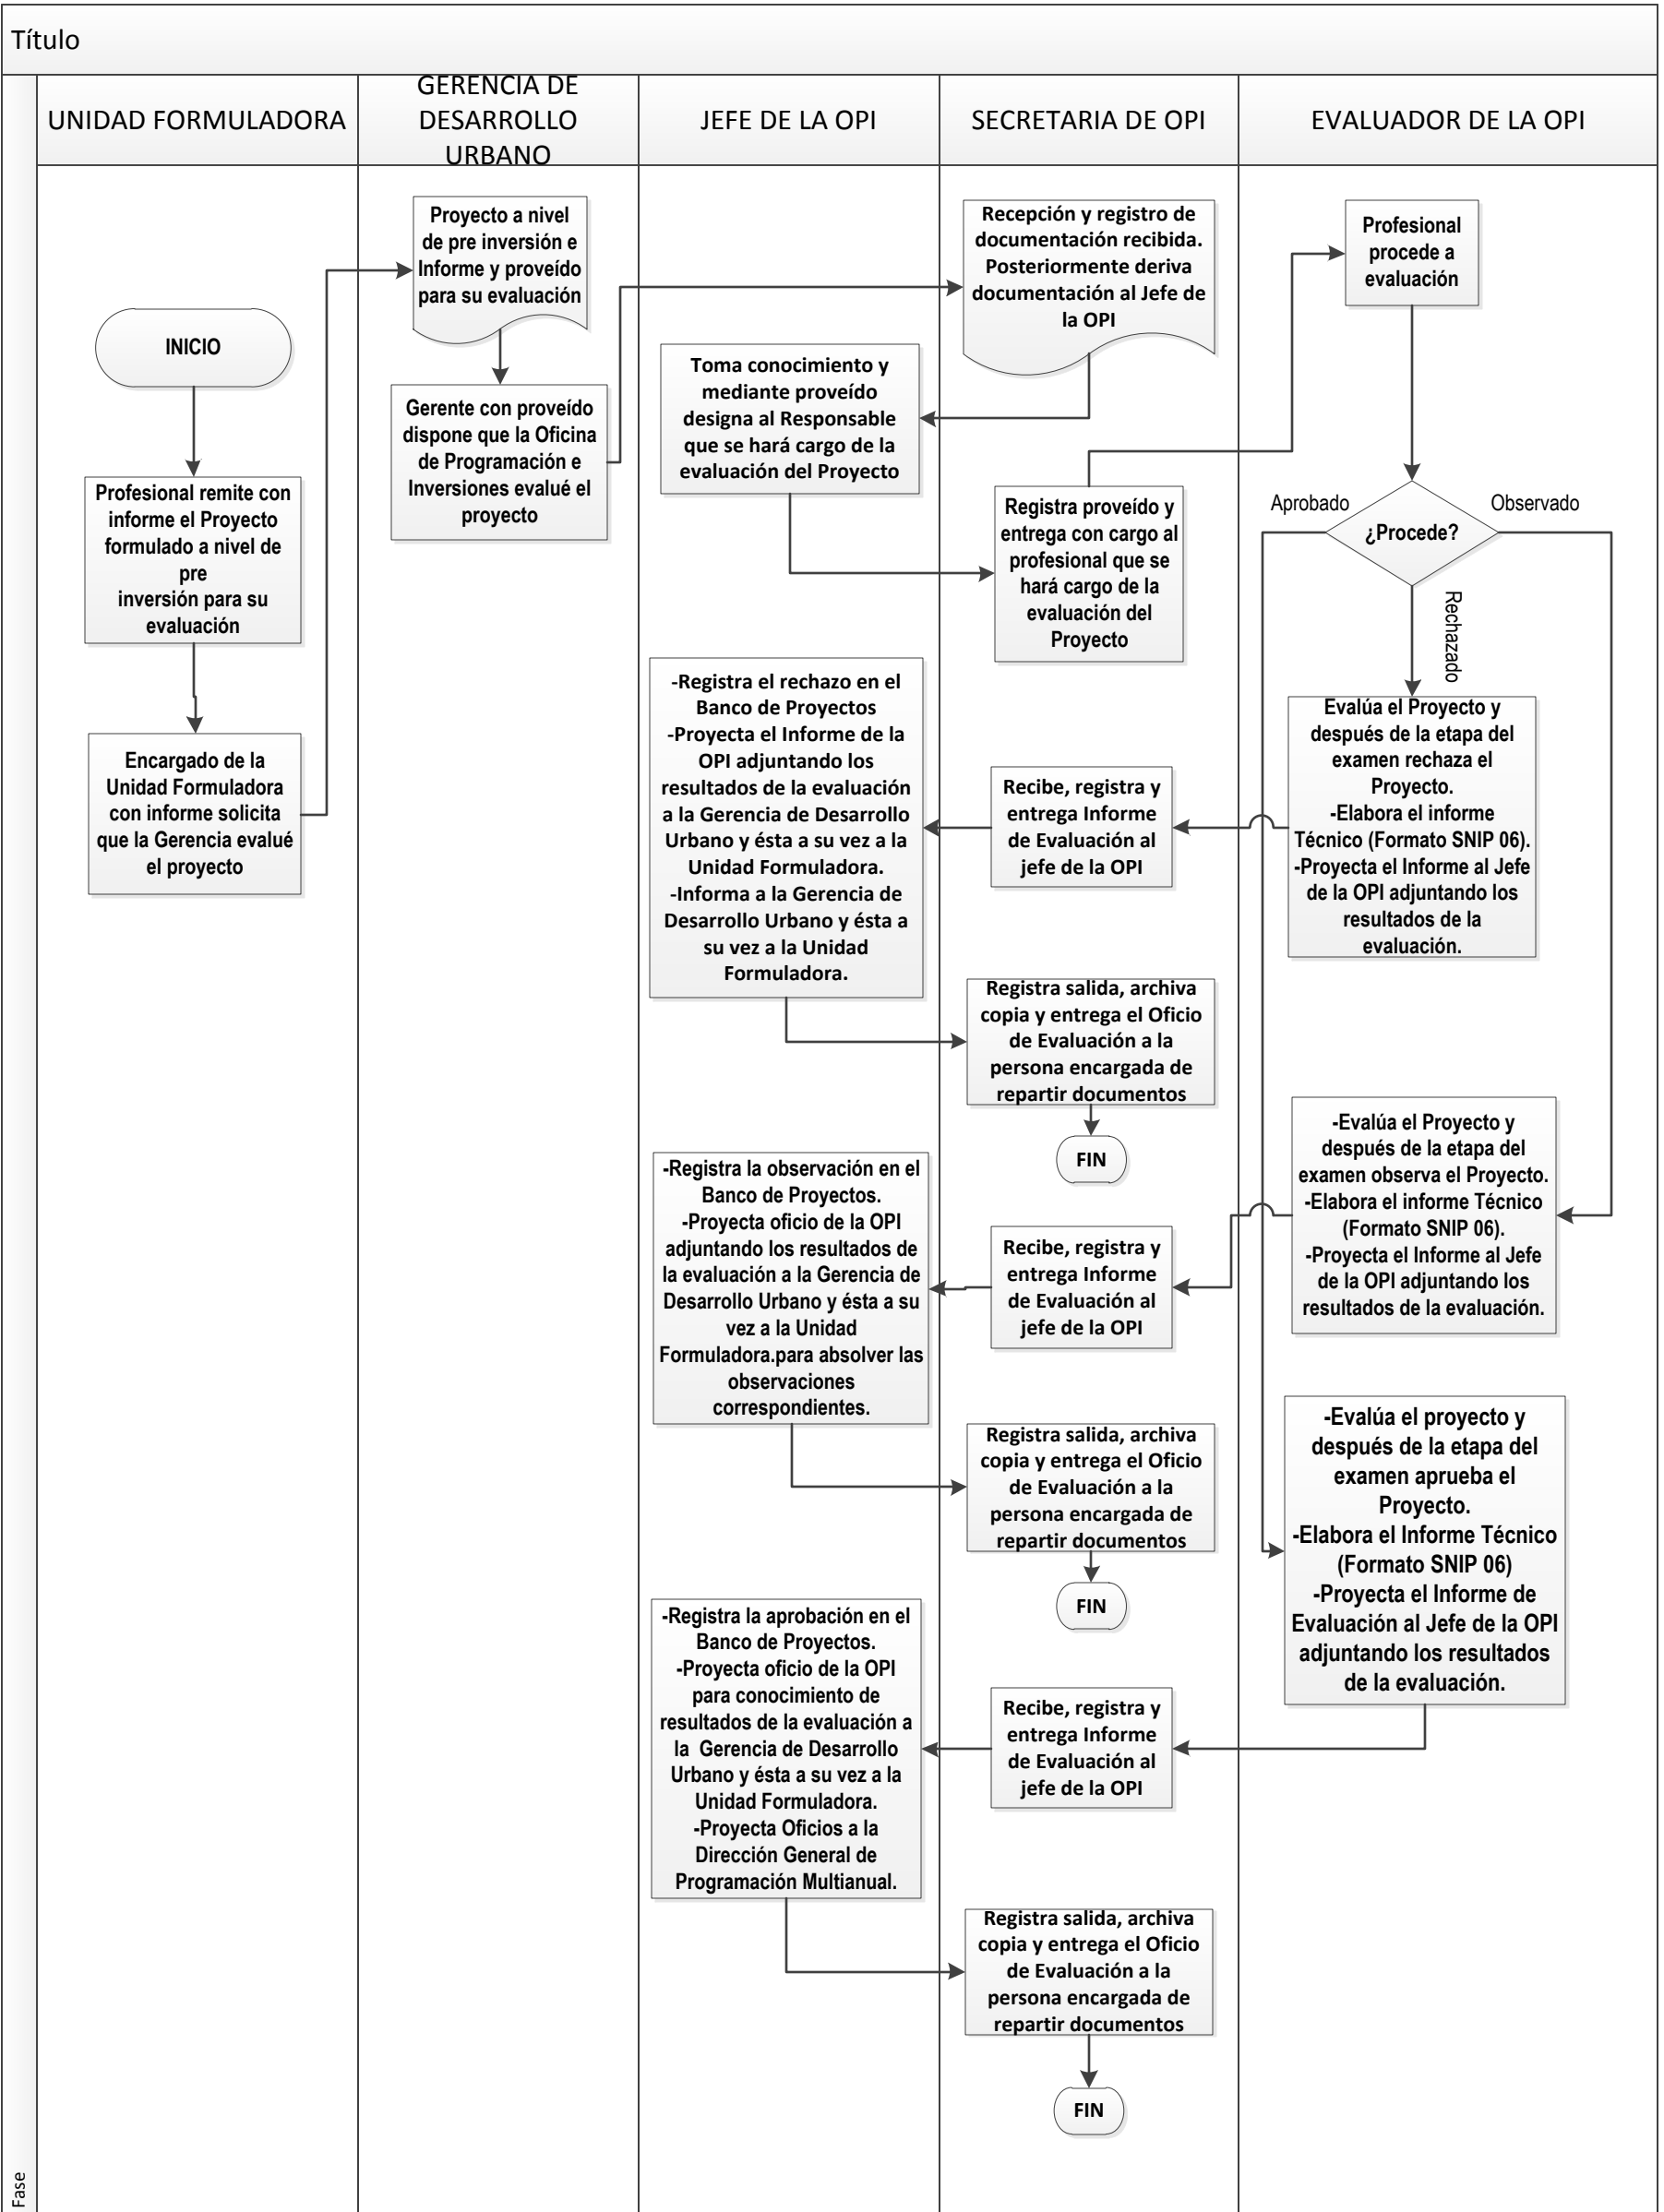 Título
UNIDAD FORMULADORA
GERENCIA DE
DESARROLLO
URBANO
JEFE DE LA OPI
SECRETARIA DE OPI
EVALUADOR DE LA OPI
INICIO
Profesional remite con
informe el Proyecto
formulado a nivel de
pre
inversión para su
evaluación
Encargado de la
Unidad Formuladora
con informe solicita
que la Gerencia evalué
el proyecto
Proyecto a nivel
de pre inversión e
Informe y proveído
para su evaluación
Gerente con proveído
dispone que la Oficina
de Programación e
Inversiones evalué el
proyecto
Recepción y registro de
documentación recibida.
Posteriormente deriva
documentación al Jefe de
la OPI
Toma conocimiento y
mediante proveído
designa al Responsable
que se hará cargo de la
evaluación del Proyecto
Registra proveído y
entrega con cargo al
profesional que se
hará cargo de la
evaluación del
Proyecto
Profesional
procede a
evaluación
¿Procede?
Aprobado
Observado
Rechazado
Evalúa el Proyecto y
después de la etapa del
examen rechaza el
Proyecto.
-Elabora el informe
Técnico (Formato SNIP 06).
-Proyecta el Informe al Jefe
de la OPI adjuntando los
resultados de la
evaluación.
Recibe, registra y
entrega Informe
de Evaluación al
jefe de la OPI
-Registra el rechazo en el
Banco de Proyectos
-Proyecta el Informe de la
OPI adjuntando los
resultados de la evaluación
a la Gerencia de Desarrollo
Urbano y ésta a su vez a la
Unidad Formuladora.
-Informa a la Gerencia de
Desarrollo Urbano y ésta a
su vez a la Unidad
Formuladora.
Registra salida, archiva
copia y entrega el Oficio
de Evaluación a la
persona encargada de
repartir documentos
FIN
-Evalúa el Proyecto y
después de la etapa del
examen observa el Proyecto.
-Elabora el informe Técnico
(Formato SNIP 06).
-Proyecta el Informe al Jefe
de la OPI adjuntando los
resultados de la evaluación.
Recibe, registra y
entrega Informe
de Evaluación al
jefe de la OPI
-Registra la observación en el
Banco de Proyectos.
-Proyecta oficio de la OPI
adjuntando los resultados de
la evaluación a la Gerencia de
Desarrollo Urbano y ésta a su
vez a la Unidad
Formuladora.para absolver las
observaciones
correspondientes.
Registra salida, archiva
copia y entrega el Oficio
de Evaluación a la
persona encargada de
repartir documentos
FIN
-Evalúa el proyecto y
después de la etapa del
examen aprueba el
Proyecto.
-Elabora el Informe Técnico
(Formato SNIP 06)
-Proyecta el Informe de
Evaluación al Jefe de la OPI
adjuntando los resultados
de la evaluación.
Recibe, registra y
entrega Informe
de Evaluación al
jefe de la OPI
-Registra la aprobación en el
Banco de Proyectos.
-Proyecta oficio de la OPI
para conocimiento de
resultados de la evaluación a
la Gerencia de Desarrollo
Urbano y ésta a su vez a la
Unidad Formuladora.
-Proyecta Oficios a la
Dirección General de
Programación Multianual.
Registra salida, archiva
copia y entrega el Oficio
de Evaluación a la
persona encargada de
repartir documentos
FIN
Fase